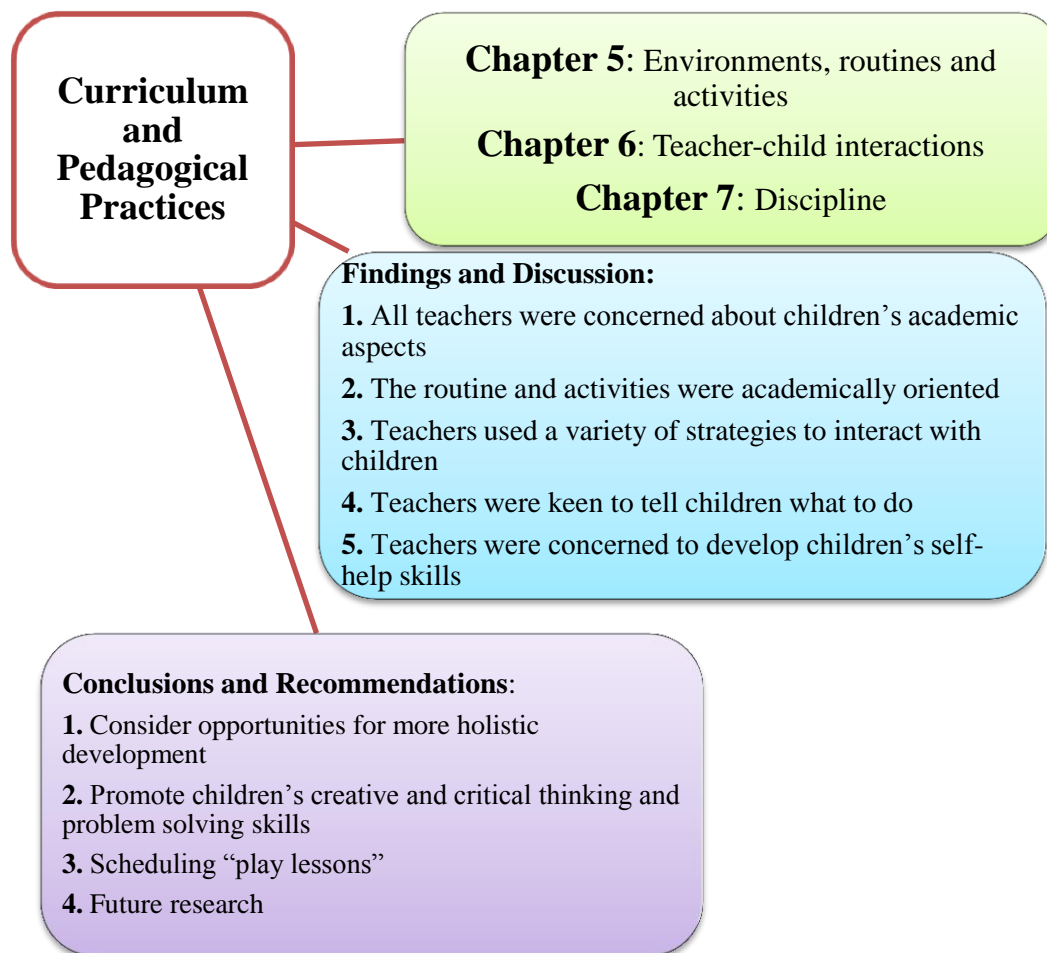 Curriculum
and
Pedagogical
Practices
Chapter 5: Environments, routines and
activities
Chapter 6: Teacher-child interactions
Chapter 7: Discipline
Findings and Discussion:
1. All teachers were concerned about children’s academic
aspects
2. The routine and activities were academically oriented
3. Teachers used a variety of strategies to interact with
children
4. Teachers were keen to tell children what to do
5. Teachers were concerned to develop children’s self-
help skills
Conclusions and Recommendations:
1. Consider opportunities for more holistic
development
2. Promote children’s creative and critical thinking and
problem solving skills
3. Scheduling “play lessons”
4. Future research